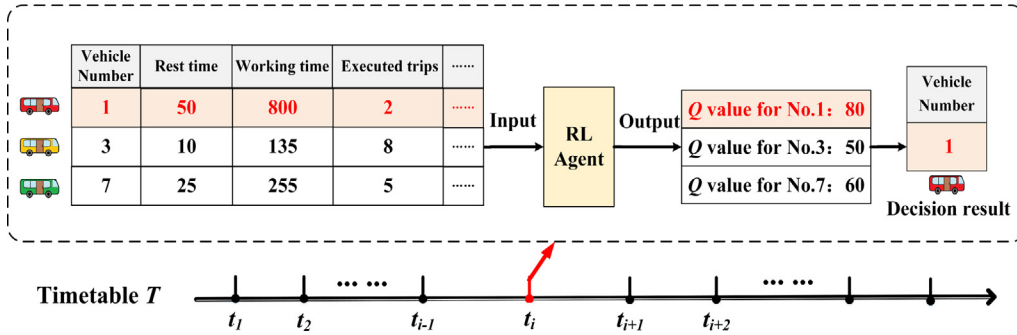 Vehicle Number Rest time Working time Executed trips ......
1 50 800 2 ......
3 10 135 8 ......
7 25 255 5 ......
Input
RL Agent
Output
Q value for No.1：80
Q value for No.3：50
Q value for No.7：60
Vehicle Number
1
Decision result
Timetable T
... ...
... ...
t1 t2 ti-1 ti ti+1 ti+2